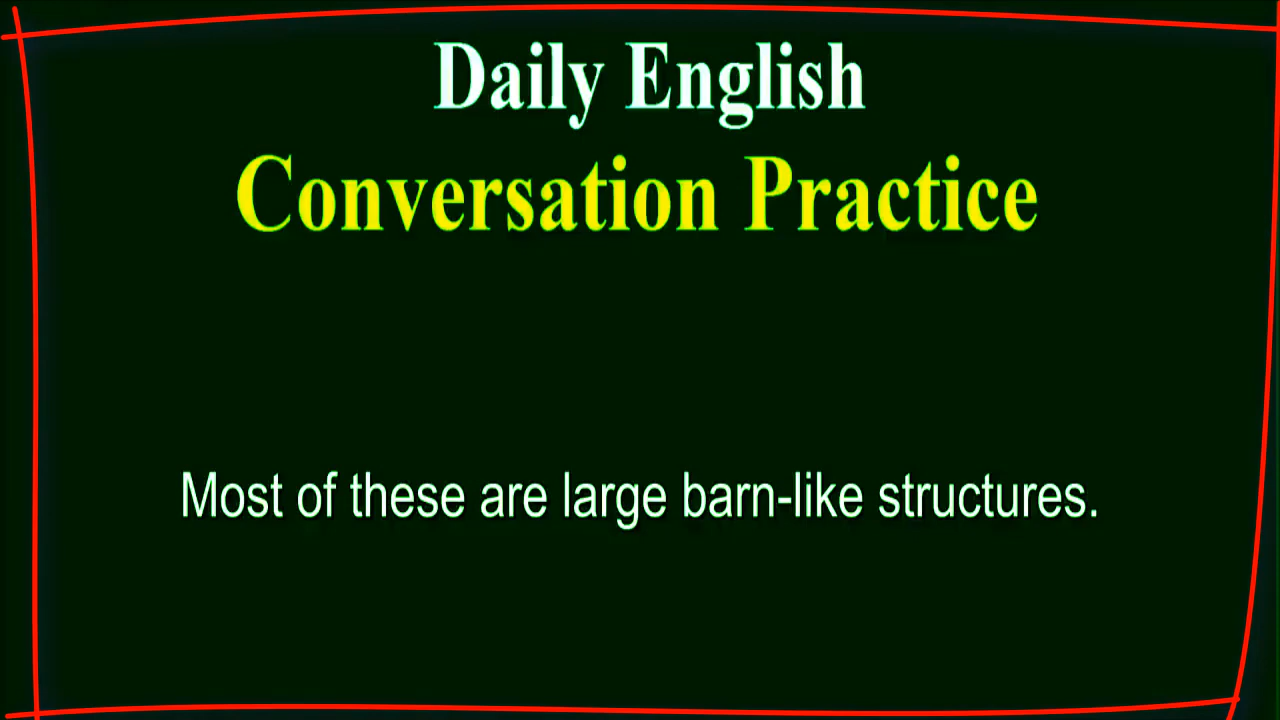 Daily English
Conversation Practice
Most of these are large barn-like structures.